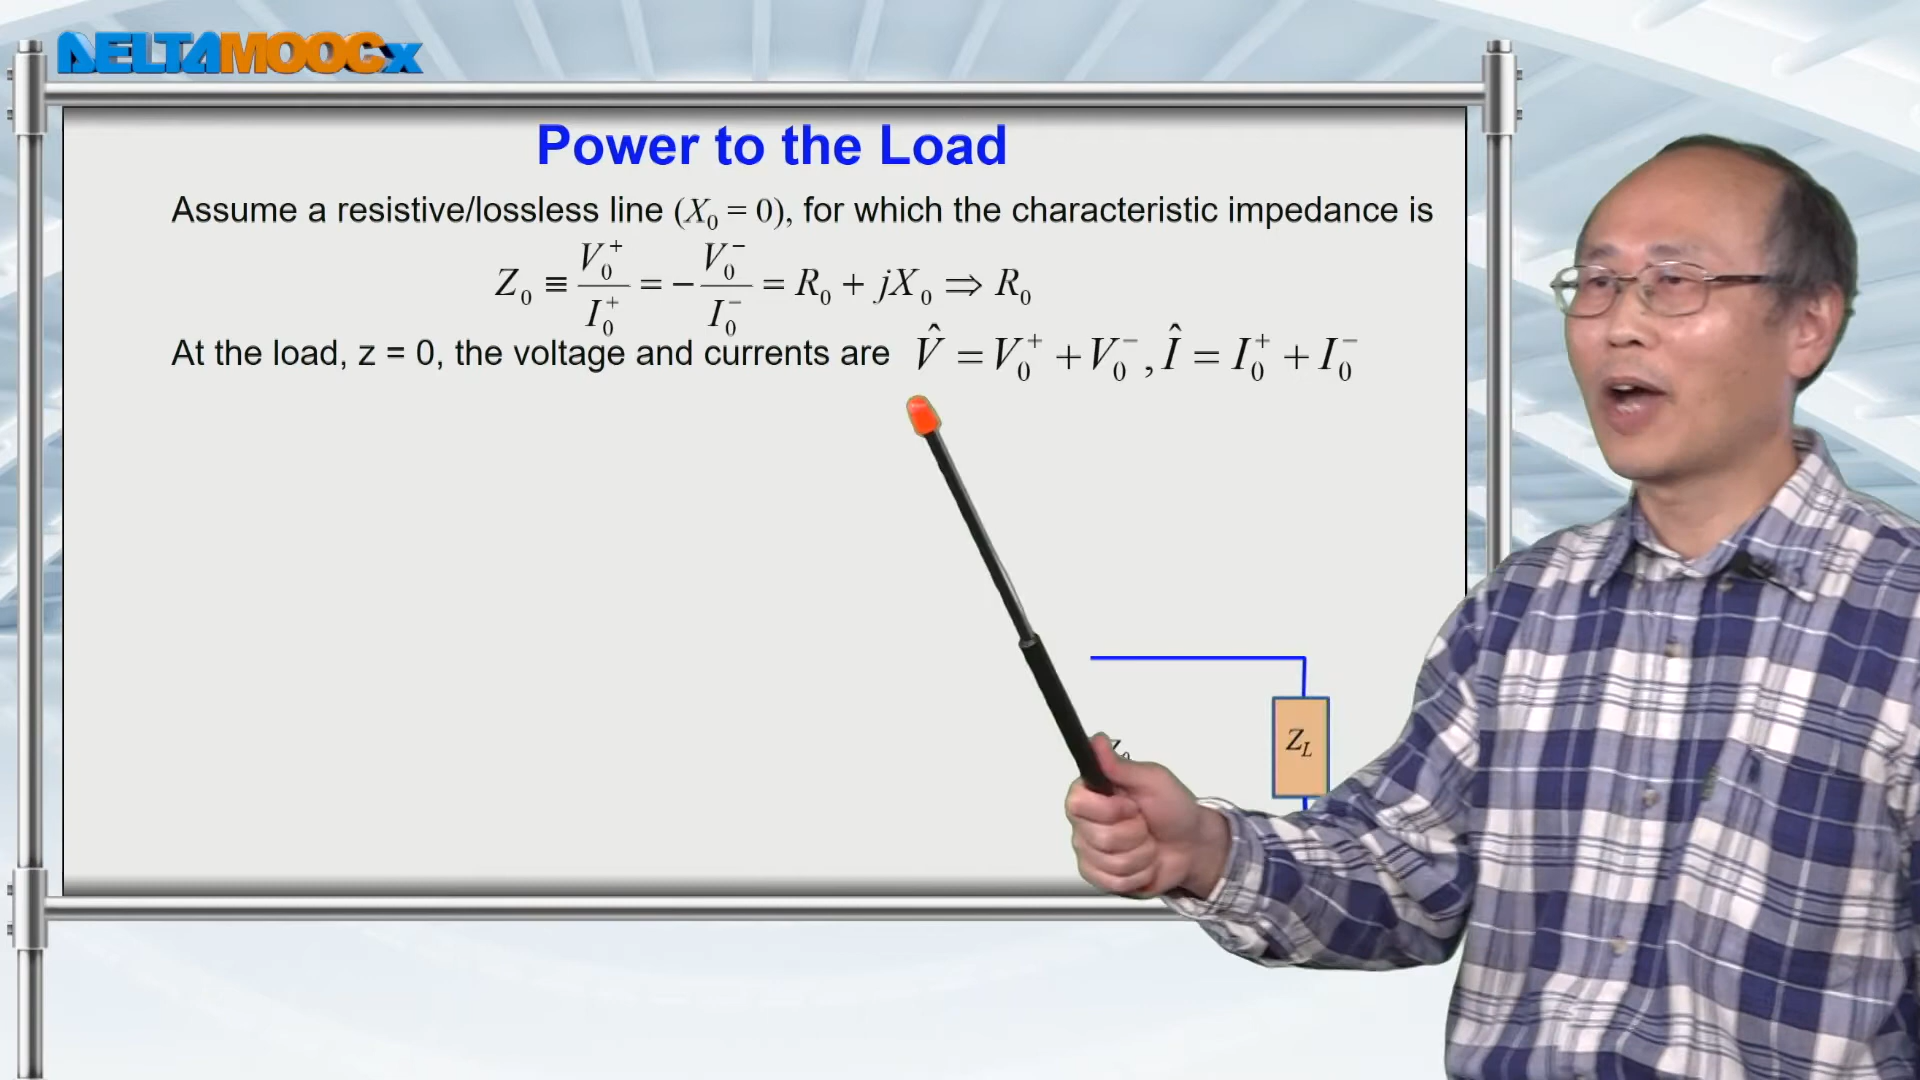 DELTAMOOCx
Power to the Load
Assume a resistive/lossless line (X₀ = 0), for which the characteristic impedance is
Z₀ ≡ V₀⁺/I₀⁺ = −V₀⁻/I₀⁻ = R₀ + jX₀ ⇒ R₀
At the load, z = 0, the voltage and currents are V̂ = V₀⁺ + V₀⁻, Î = I₀⁺ + I₀⁻
Z_L